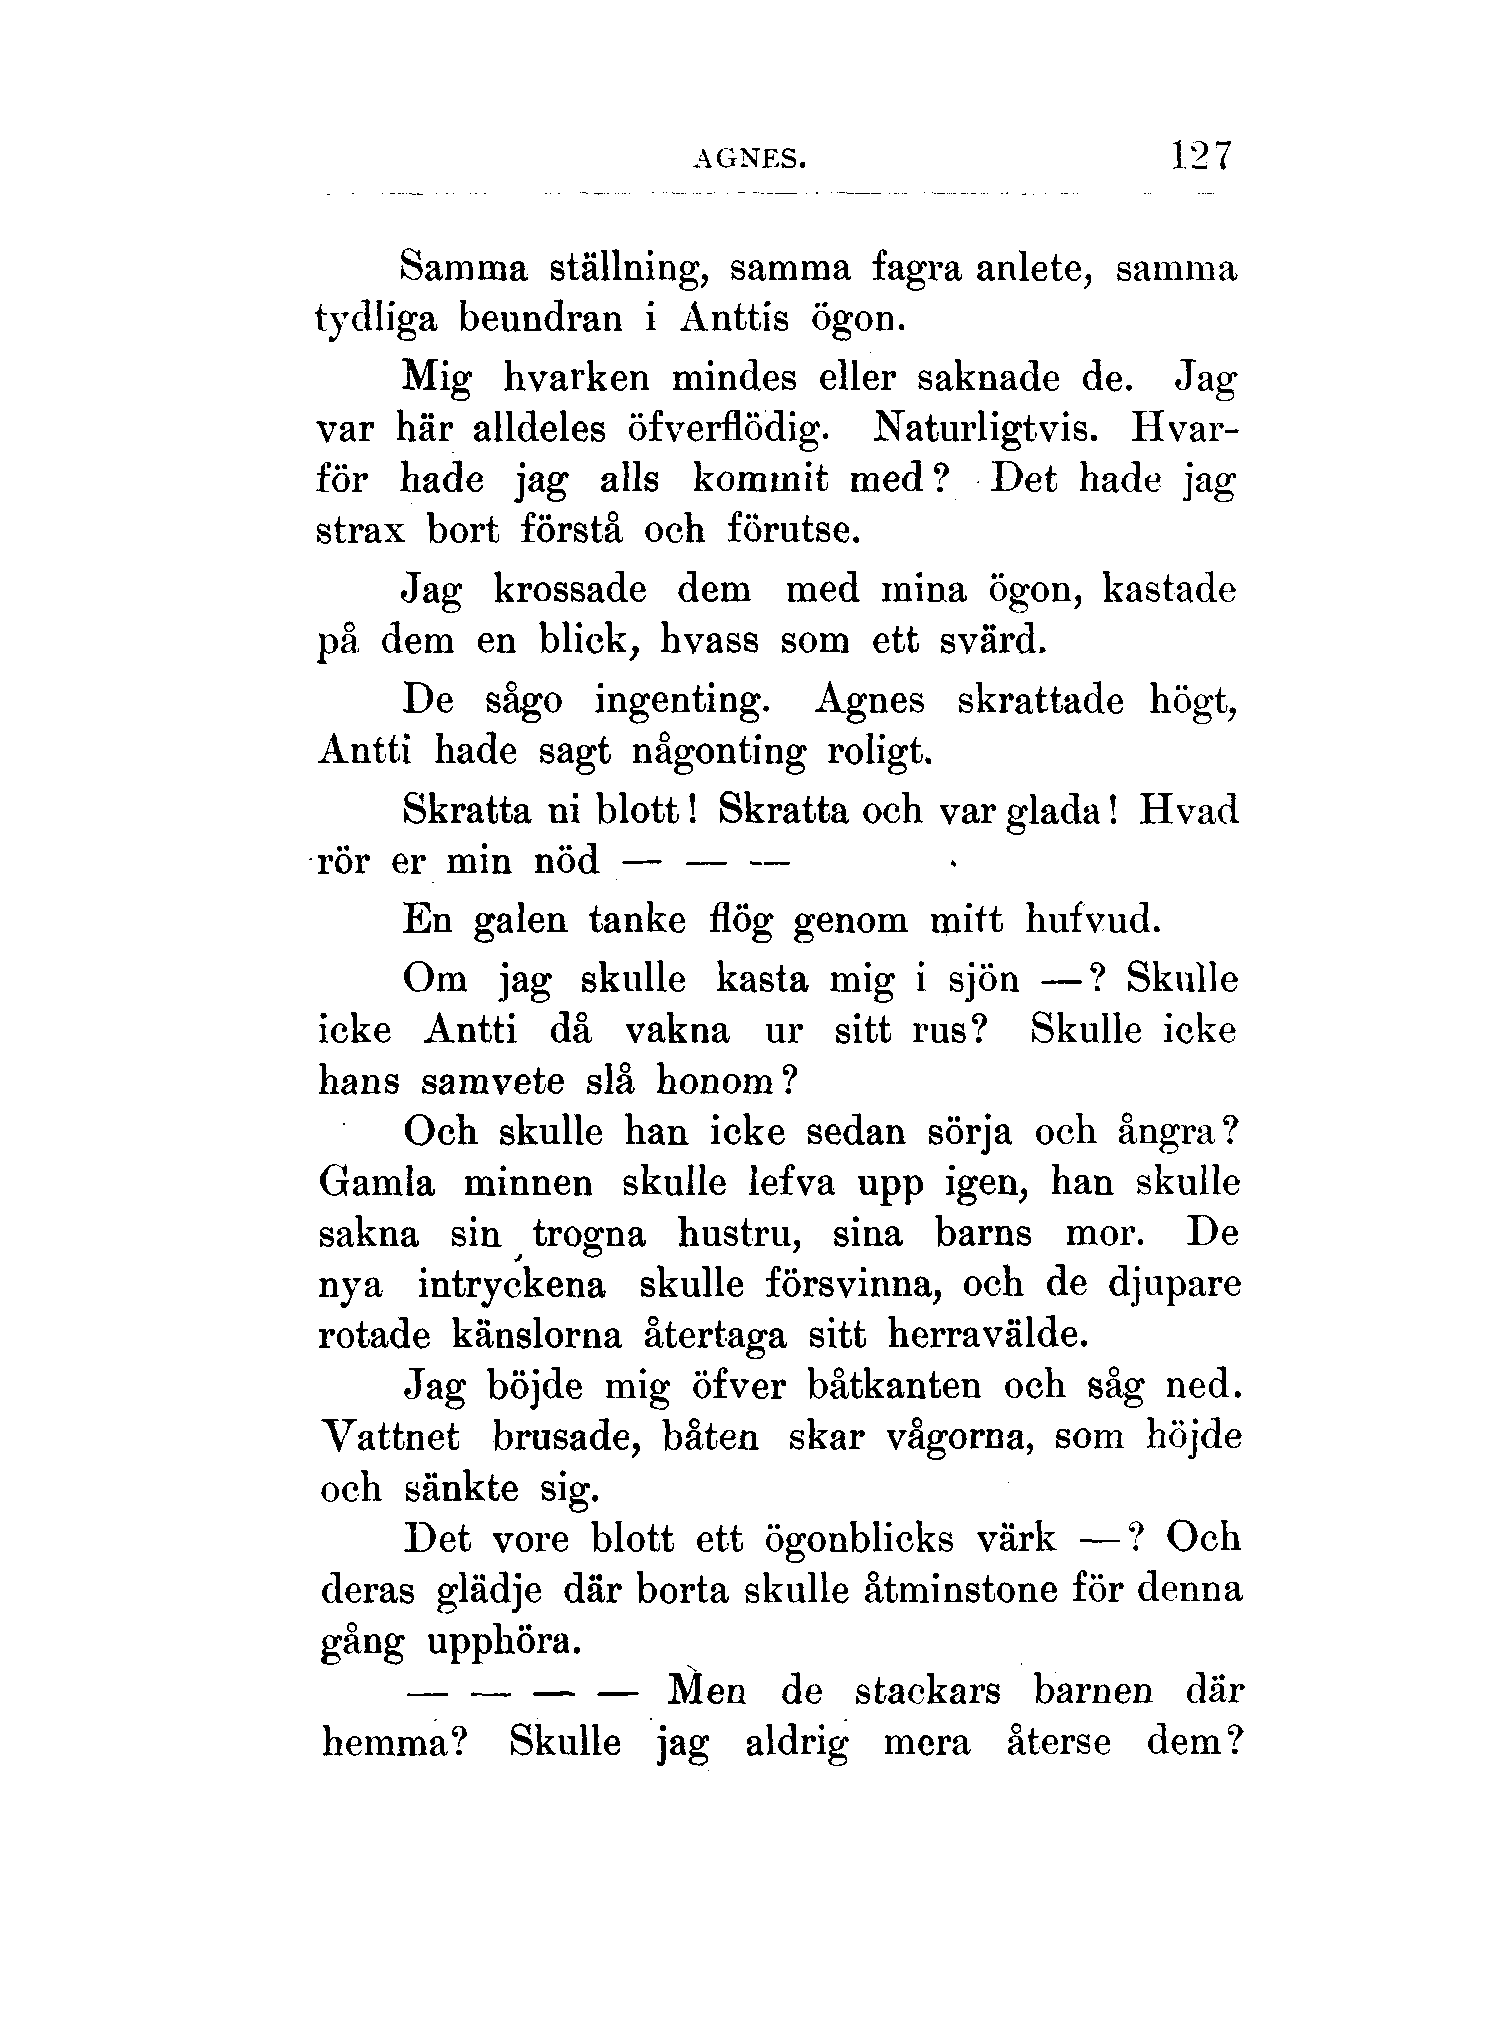 AGNES. 127
Samma ställning, samma fagra anlete, samma
tydliga beundran i Anttis ögon.
Mig hvarken mindes eller saknade de. Jag
var här alldeles öfverflödig. Naturligtvis. Hvar-
för hade jag alls kommit med? Det hade jag
strax bort förstå och förutse.
Jag krossade dem med mina ögon, kastade
på dem en blick, hvass som ett svärd.
De sågo ingenting. Agnes skrattade högt,
Antti hade sagt någonting roligt.
Skratta ni blott! Skratta och var glada! Hvad
rör er min nöd — — —
En galen tanke flög genom mitt hufvud.
Om jag skulle kasta mig i sjön —? Skulle
icke Antti då vakna ur sitt rus? Skulle icke
hans samvete slå honom?
Och skulle han icke sedan sörja och ångra?
Gamla minnen skulle lefva upp igen, han skulle
sakna sin trogna hustru, sina barns mor. De
nya intryckena skulle försvinna, och de djupare
rotade känslorna återtaga sitt herravälde.
Jag böjde mig öfver båtkanten och såg ned.
Vattnet brusade, båten skar vågorna, som höjde
och sänkte sig.
Det vore blott ett ögonblicks värk —? Och
deras glädje där borta skulle åtminstone för denna
gång upphöra.
— — — — Men de stackars barnen där
hemma? Skulle jag aldrig mera återse dem?